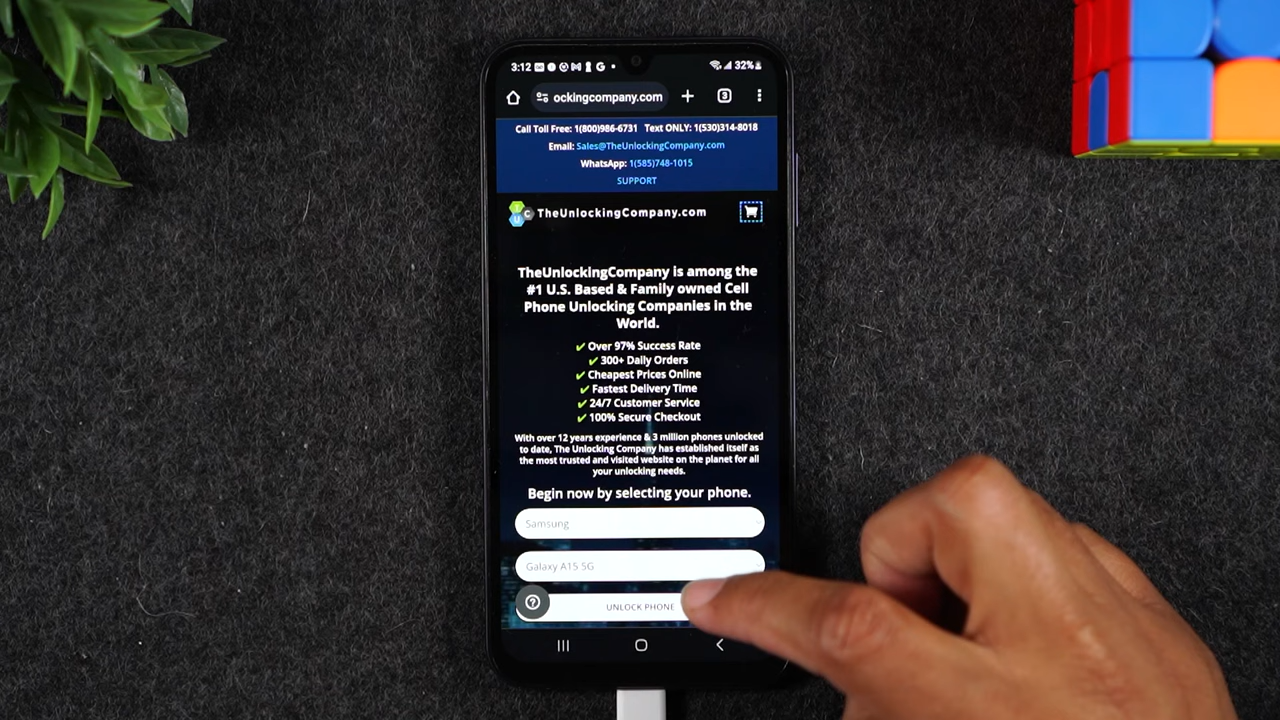 3:12 G 32%
ockingcompany.com 3
Call Toll Free: 1(800)986-6731 Text ONLY: 1(530)314-8018
Email: Sales@TheUnlockingCompany.com
WhatsApp: 1(585)748-1015
SUPPORT
T U C TheUnlockingCompany.com
TheUnlockingCompany is among the
#1 U.S. Based & Family owned Cell
Phone Unlocking Companies in the
World.
✔ Over 97% Success Rate
✔ 300+ Daily Orders
✔ Cheapest Prices Online
✔ Fastest Delivery Time
✔ 24/7 Customer Service
✔ 100% Secure Checkout
With over 12 years experience & 3 million phones unlocked
to date, The Unlocking Company has established itself as
the most trusted and visited website on the planet for all
your unlocking needs.
Begin now by selecting your phone.
Samsung
Galaxy A15 5G
? UNLOCK PHONE